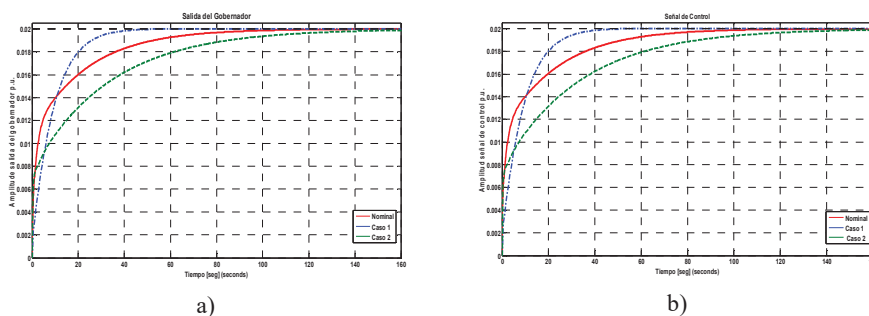 Salida del Gobernador
Amplitude salida del gobernador p.u.
0.02
0.018
0.016
0.014
0.012
0.01
0.008
0.006
0.004
0.002
0
0 20 40 60 80 100 120 140 160
Tiempo [seg] (seconds)
Nominal
Caso 1
Caso 2
a)
Señal de Control
Amplitud señal de control p.u.
0.02
0.018
0.016
0.014
0.012
0.01
0.008
0.006
0.004
0.002
0
0 20 40 60 80 100 120 140
Tiempo [seg] (seconds)
Nominal
Caso 1
Caso 2
b)